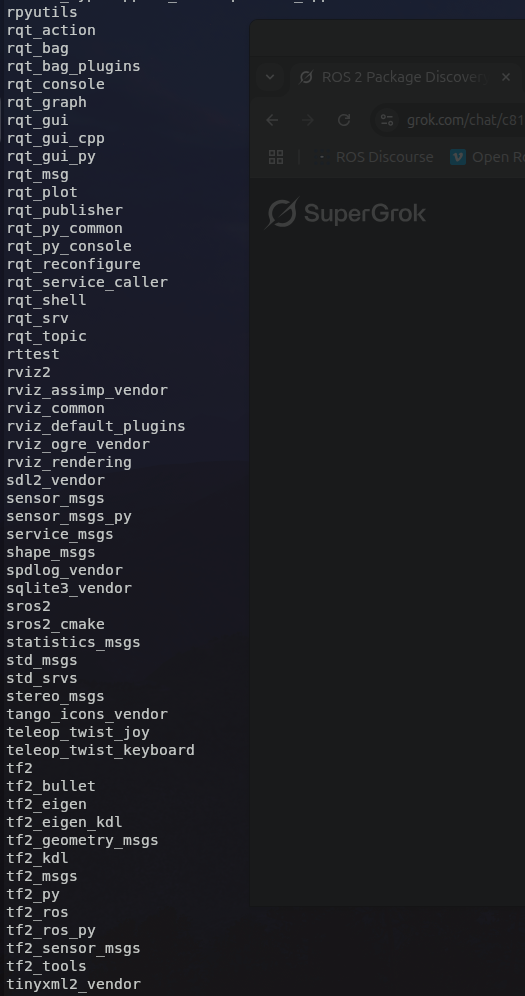 rpyutils
rqt_action
rqt_bag
rqt_bag_plugins
rqt_console
rqt_graph
rqt_gui
rqt_gui_cpp
rqt_gui_py
rqt_msg
rqt_plot
rqt_publisher
rqt_py_common
rqt_py_console
rqt_reconfigure
rqt_service_caller
rqt_shell
rqt_srv
rqt_topic
rttest
rviz2
rviz_assimp_vendor
rviz_common
rviz_default_plugins
rviz_ogre_vendor
rviz_rendering
sdl2_vendor
sensor_msgs
sensor_msgs_py
service_msgs
shape_msgs
spdlog_vendor
sqlite3_vendor
sros2
sros2_cmake
statistics_msgs
std_msgs
std_srvs
stereo_msgs
tango_icons_vendor
teleop_twist_joy
teleop_twist_keyboard
tf2
tf2_bullet
tf2_eigen
tf2_eigen_kdl
tf2_geometry_msgs
tf2_kdl
tf2_msgs
tf2_py
tf2_ros
tf2_ros_py
tf2_sensor_msgs
tf2_tools
tinyxml2_vendor
ROS 2 Package Discover
grok.com/chat/c81
ROS Discourse
Open R
SuperGrok